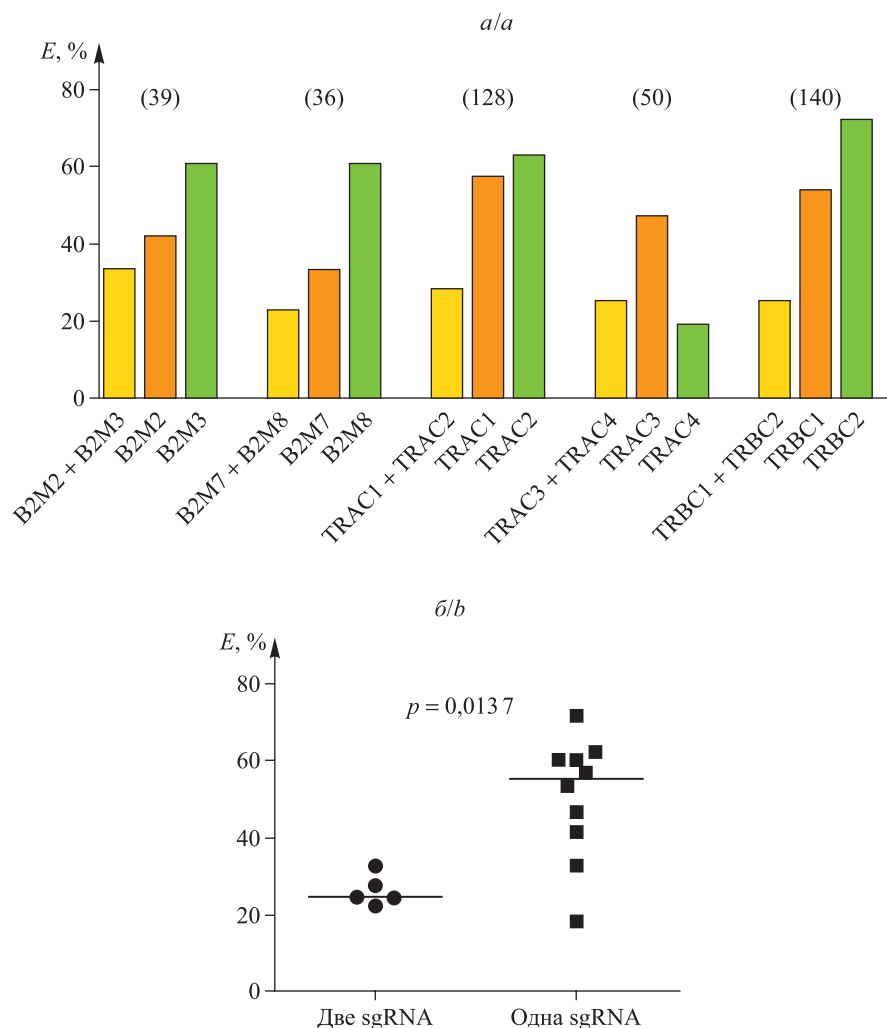 а/a
E, %
(39) (36) (128) (50) (140)
80
60
40
20
0
B2M2 + B2M3
B2M2
B2M3
B2M7 + B2M8
B2M7
B2M8
TRAC1 + TRAC2
TRAC1
TRAC2
TRAC3 + TRAC4
TRAC3
TRAC4
TRBC1 + TRBC2
TRBC1
TRBC2
б/b
E, %
80
p = 0,0137
60
40
20
0
Две sgRNA Одна sgRNA